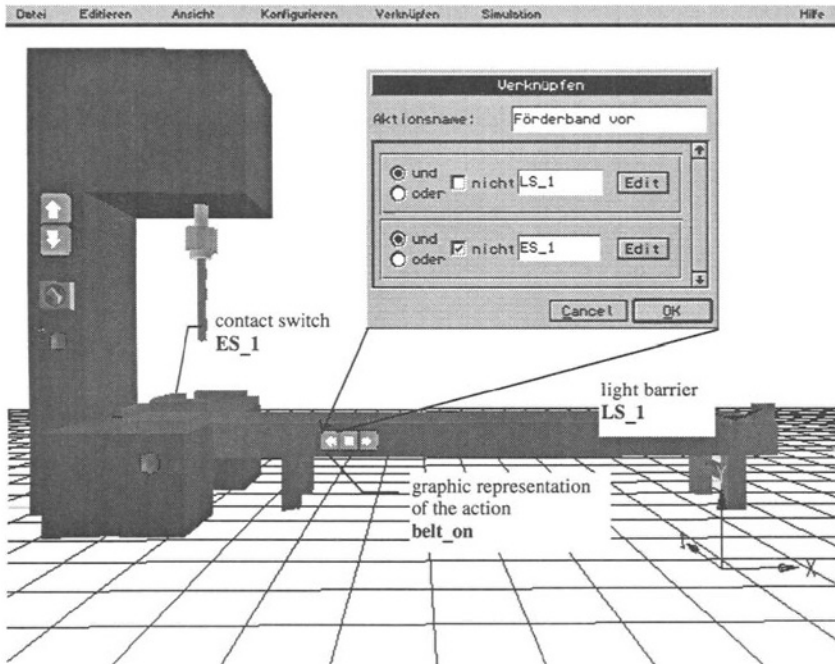 Datei Editieren Ansicht Konfigurieren Verknüpfen Simulation Hilfe
Verknüpfen
Aktionsname: Förderband vor
und
oder
nicht LS_1 Edit
und
oder
nicht ES_1 Edit
Cancel OK
contact switch
ES_1
light barrier
LS_1
graphic representation
of the action
belt_on
X